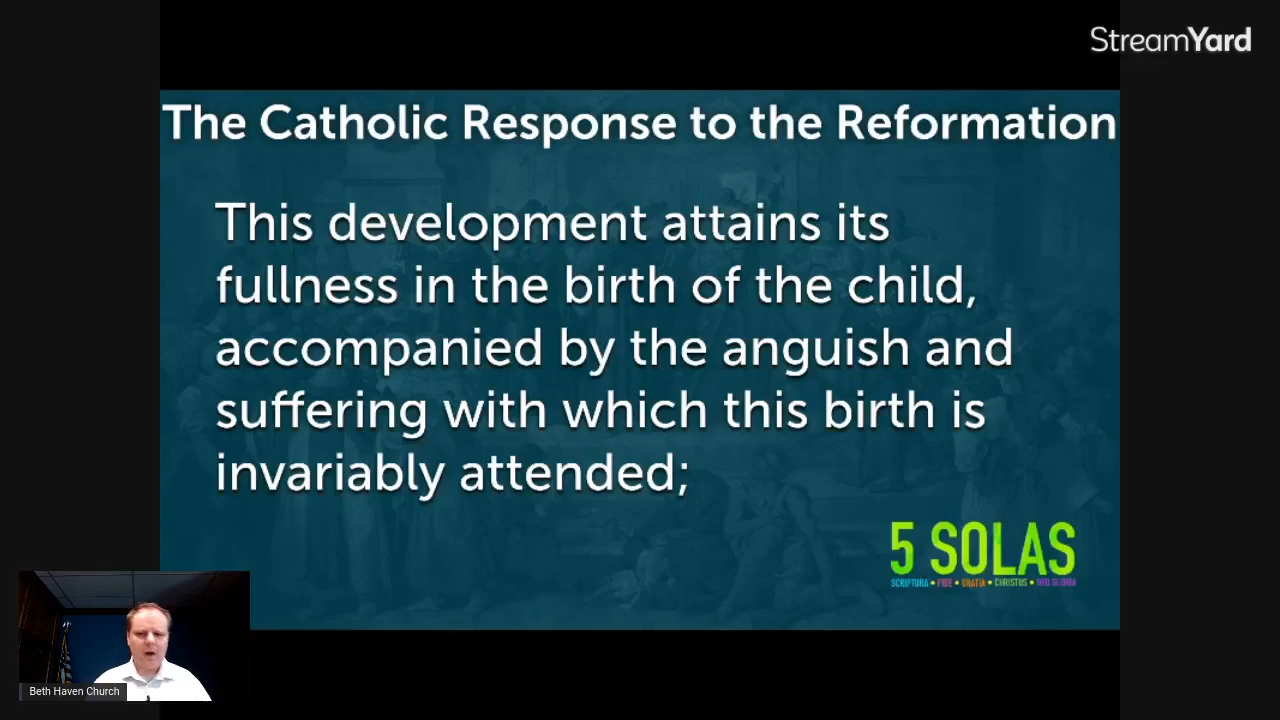 StreamYard
The Catholic Response to the Reformation
This development attains its
fullness in the birth of the child,
accompanied by the anguish and
suffering with which this birth is
invariably attended;
5 SOLAS
SCRIPTURA • FIDE • GRATIA • CHRISTUS • DEO GLORIA
Beth Haven Church